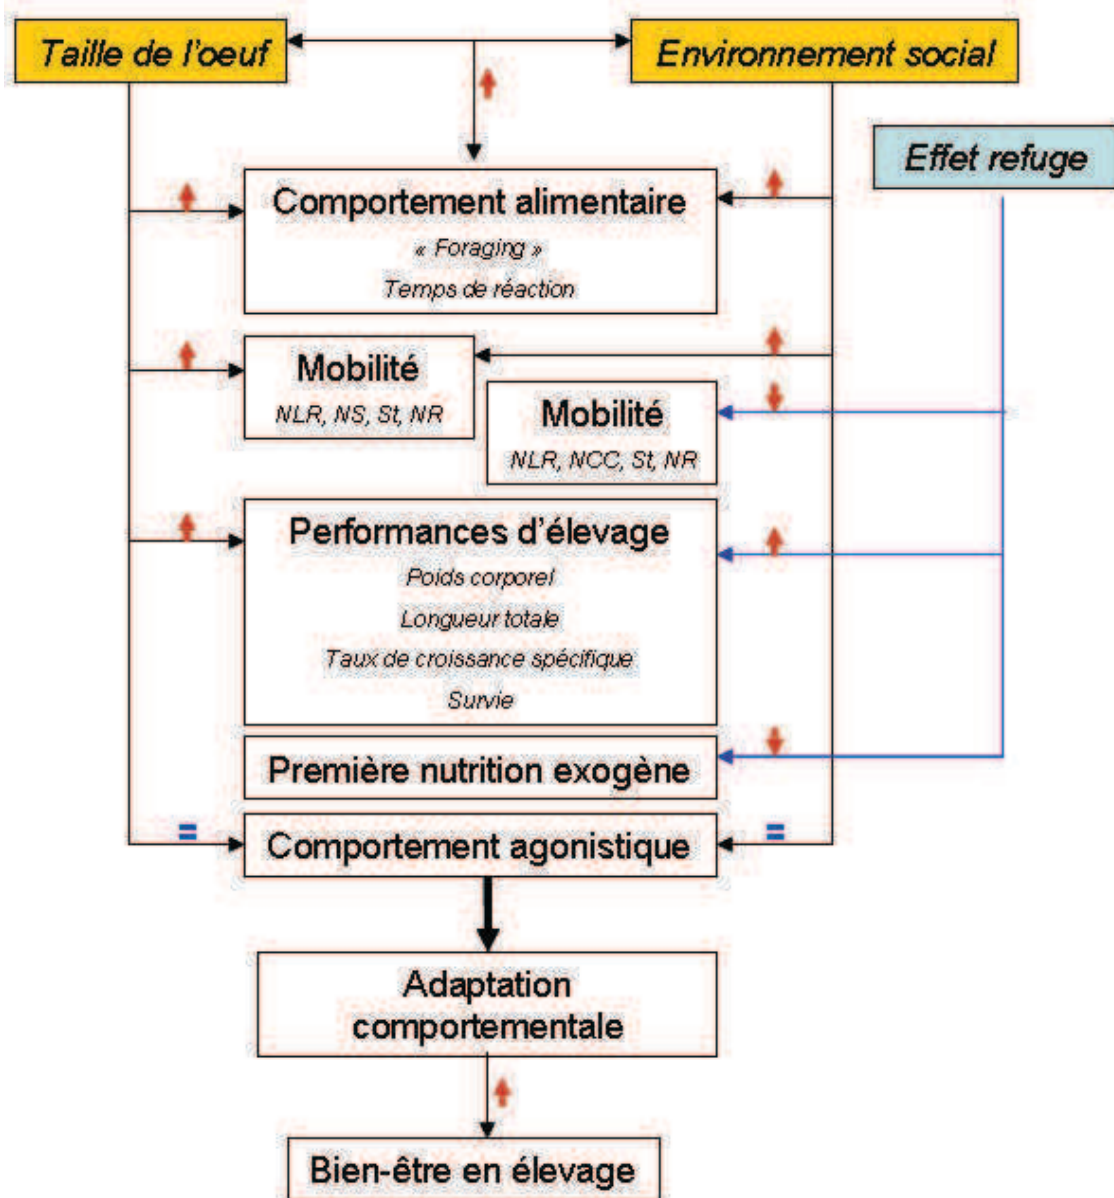 Taille de l'oeuf
Environnement social
Effet refuge
Comportement alimentaire
« Foraging »
Temps de réaction
Mobilité
NLR, NS, St, NR
Mobilité
NLR, NCC, St, NR
Performances d'élevage
Poids corporel
Longueur totale
Taux de croissance spécifique
Survie
Première nutrition exogène
=
=
Comportement agonistique
Adaptation
comportementale
Bien-être en élevage